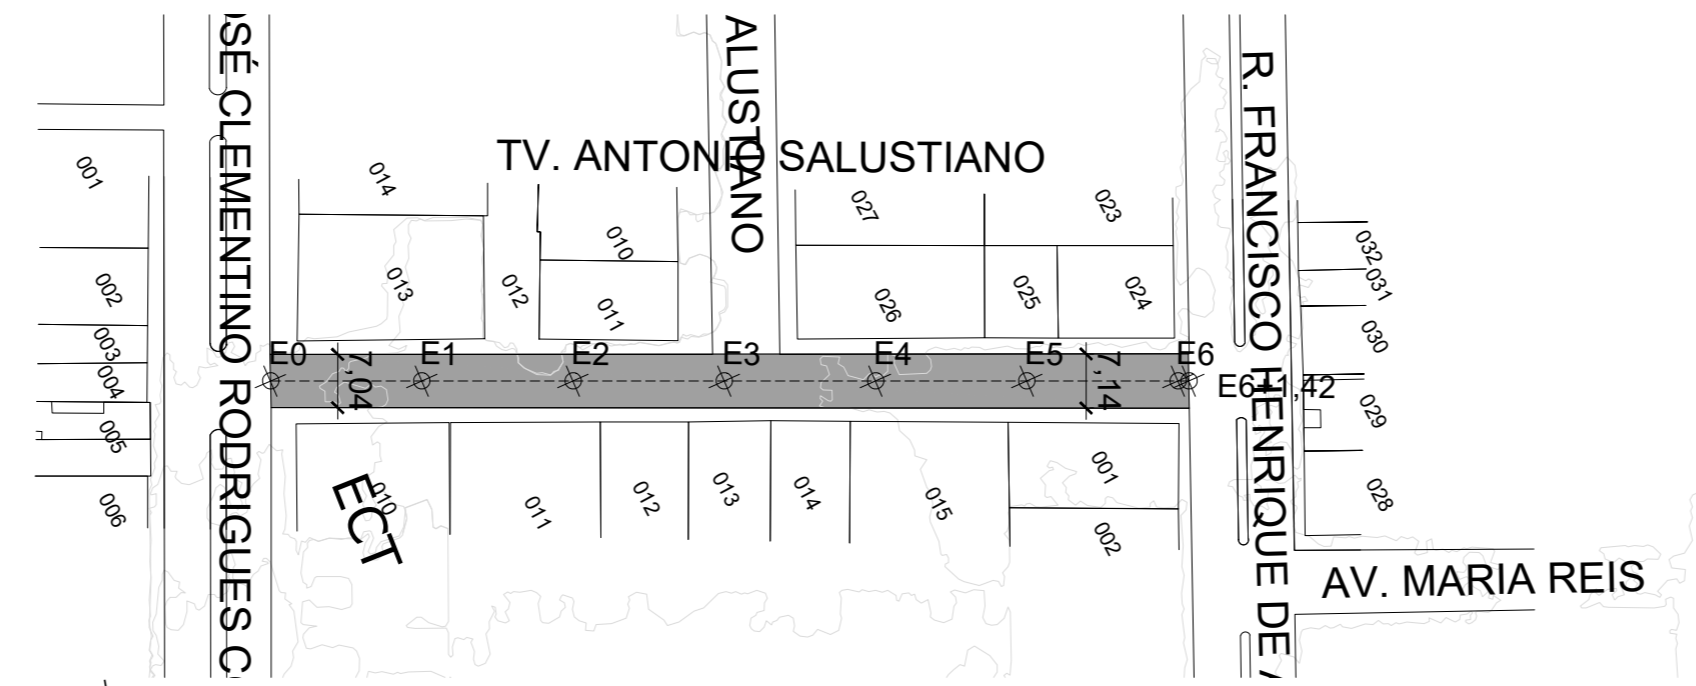 OSÉ CLEMENTINO RODRIGUES C
ALUSTIANO
R. FRANCISCO HENRIQUE DE A
TV. ANTONIO SALUSTIANO
001
002
003
004
005
006
014
013
012
010
011
027
023
026
025
024
032
031
030
029
028
E0
E1
E2
E3
E4
E5
E6
E6+1,42
7,04
7,14
010
011
012
013
014
015
001
002
ECT
AV. MARIA REIS